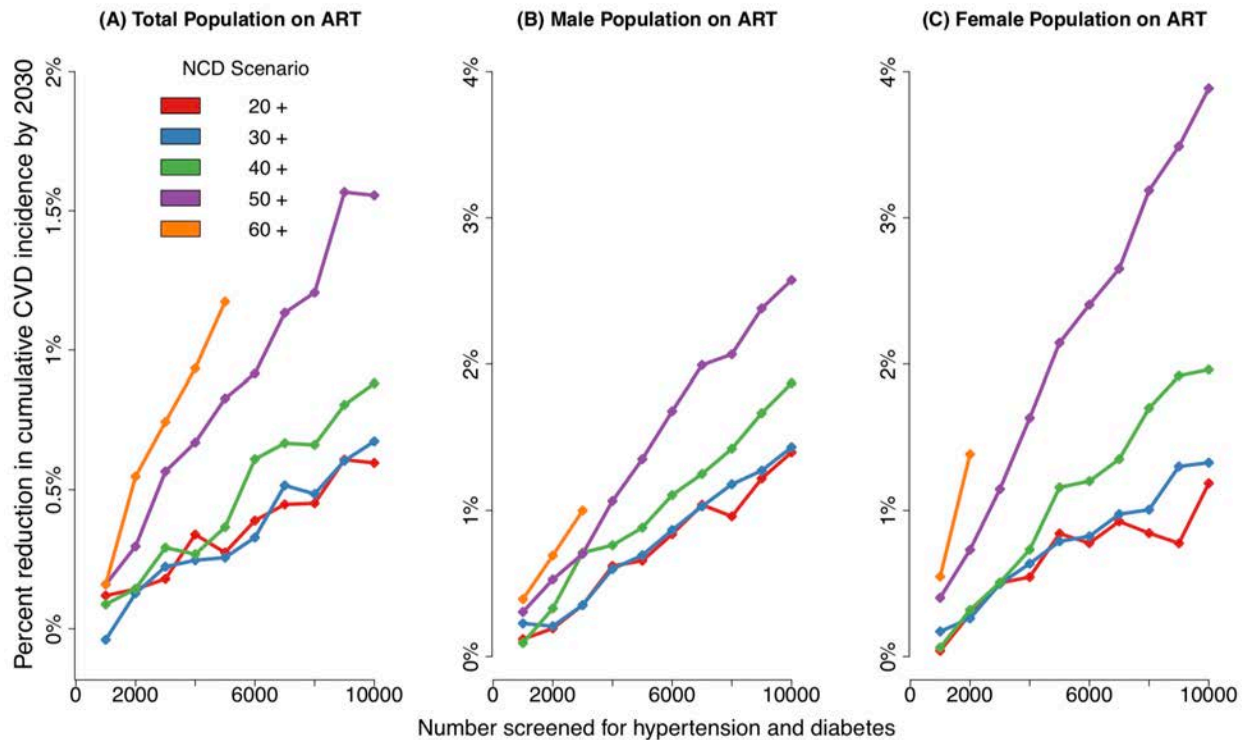 (A) Total Population on ART
(B) Male Population on ART
(C) Female Population on ART
Percent reduction in cumulative CVD incidence by 2030
NCD Scenario
20 +
30 +
40 +
50 +
60 +
2%
1.5%
1%
0.5%
0%
0 2000 6000 10000
4%
3%
2%
1%
0%
0 2000 6000 10000
4%
3%
2%
1%
0%
0 2000 6000 10000
Number screened for hypertension and diabetes